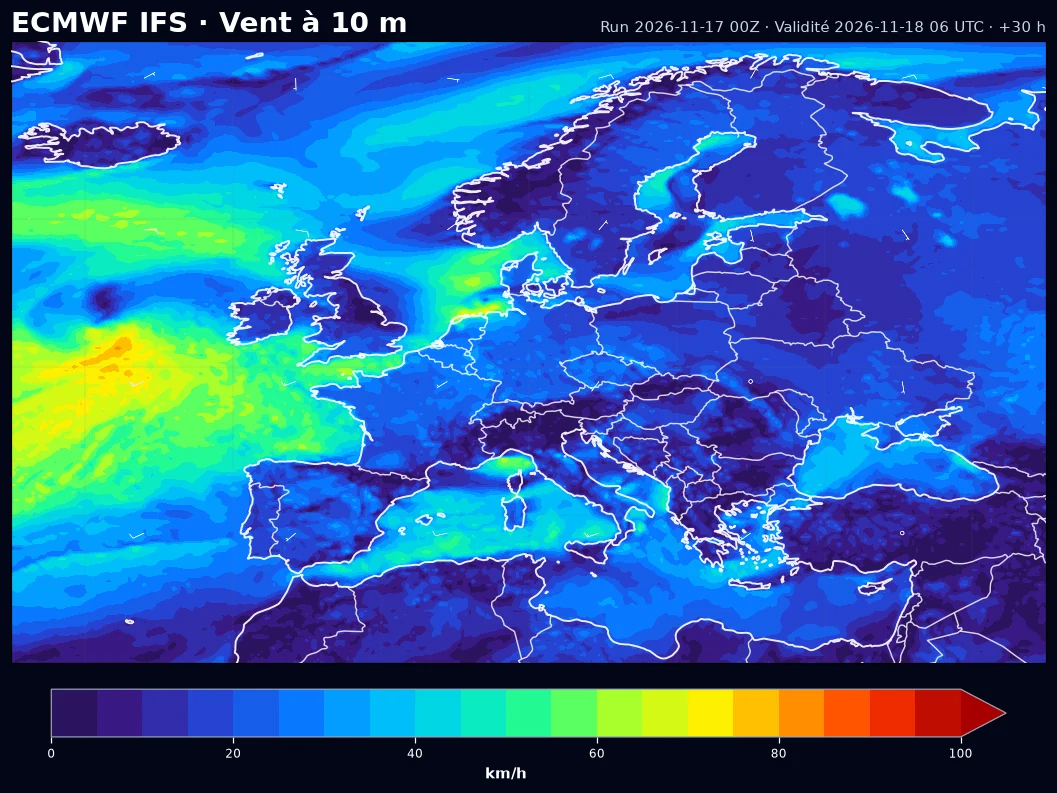 ECMWF IFS · Vent à 10 m
Run 2026-11-17 00Z · Validité 2026-11-18 06 UTC · +30 h
0 20 40 60 80 100
km/h